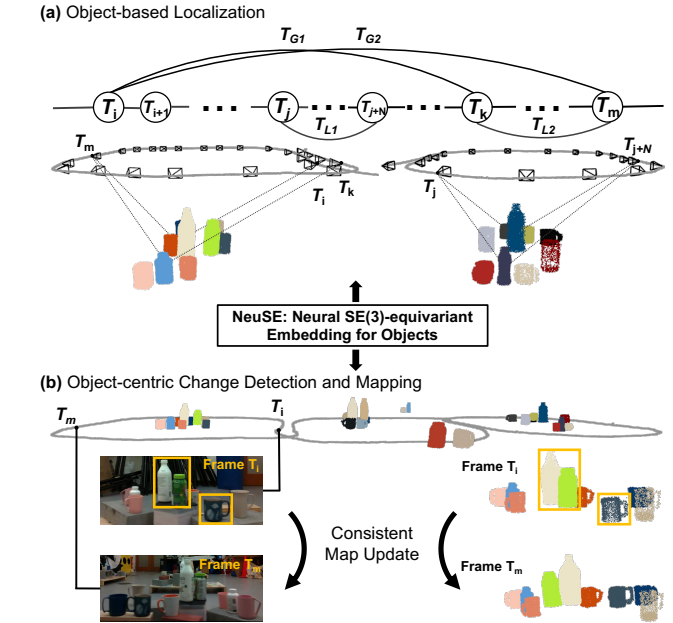 (a) Object-based Localization
T_G1 T_G2
T_i T_i+1 T_j T_j+N T_k T_m
T_L1 T_L2
T_m T_i T_k T_j T_j+N
NeuSE: Neural SE(3)-equivariant
Embedding for Objects
(b) Object-centric Change Detection and Mapping
T_m T_i
Frame T_i Frame T_i
Consistent
Map Update
Frame T_m Frame T_m